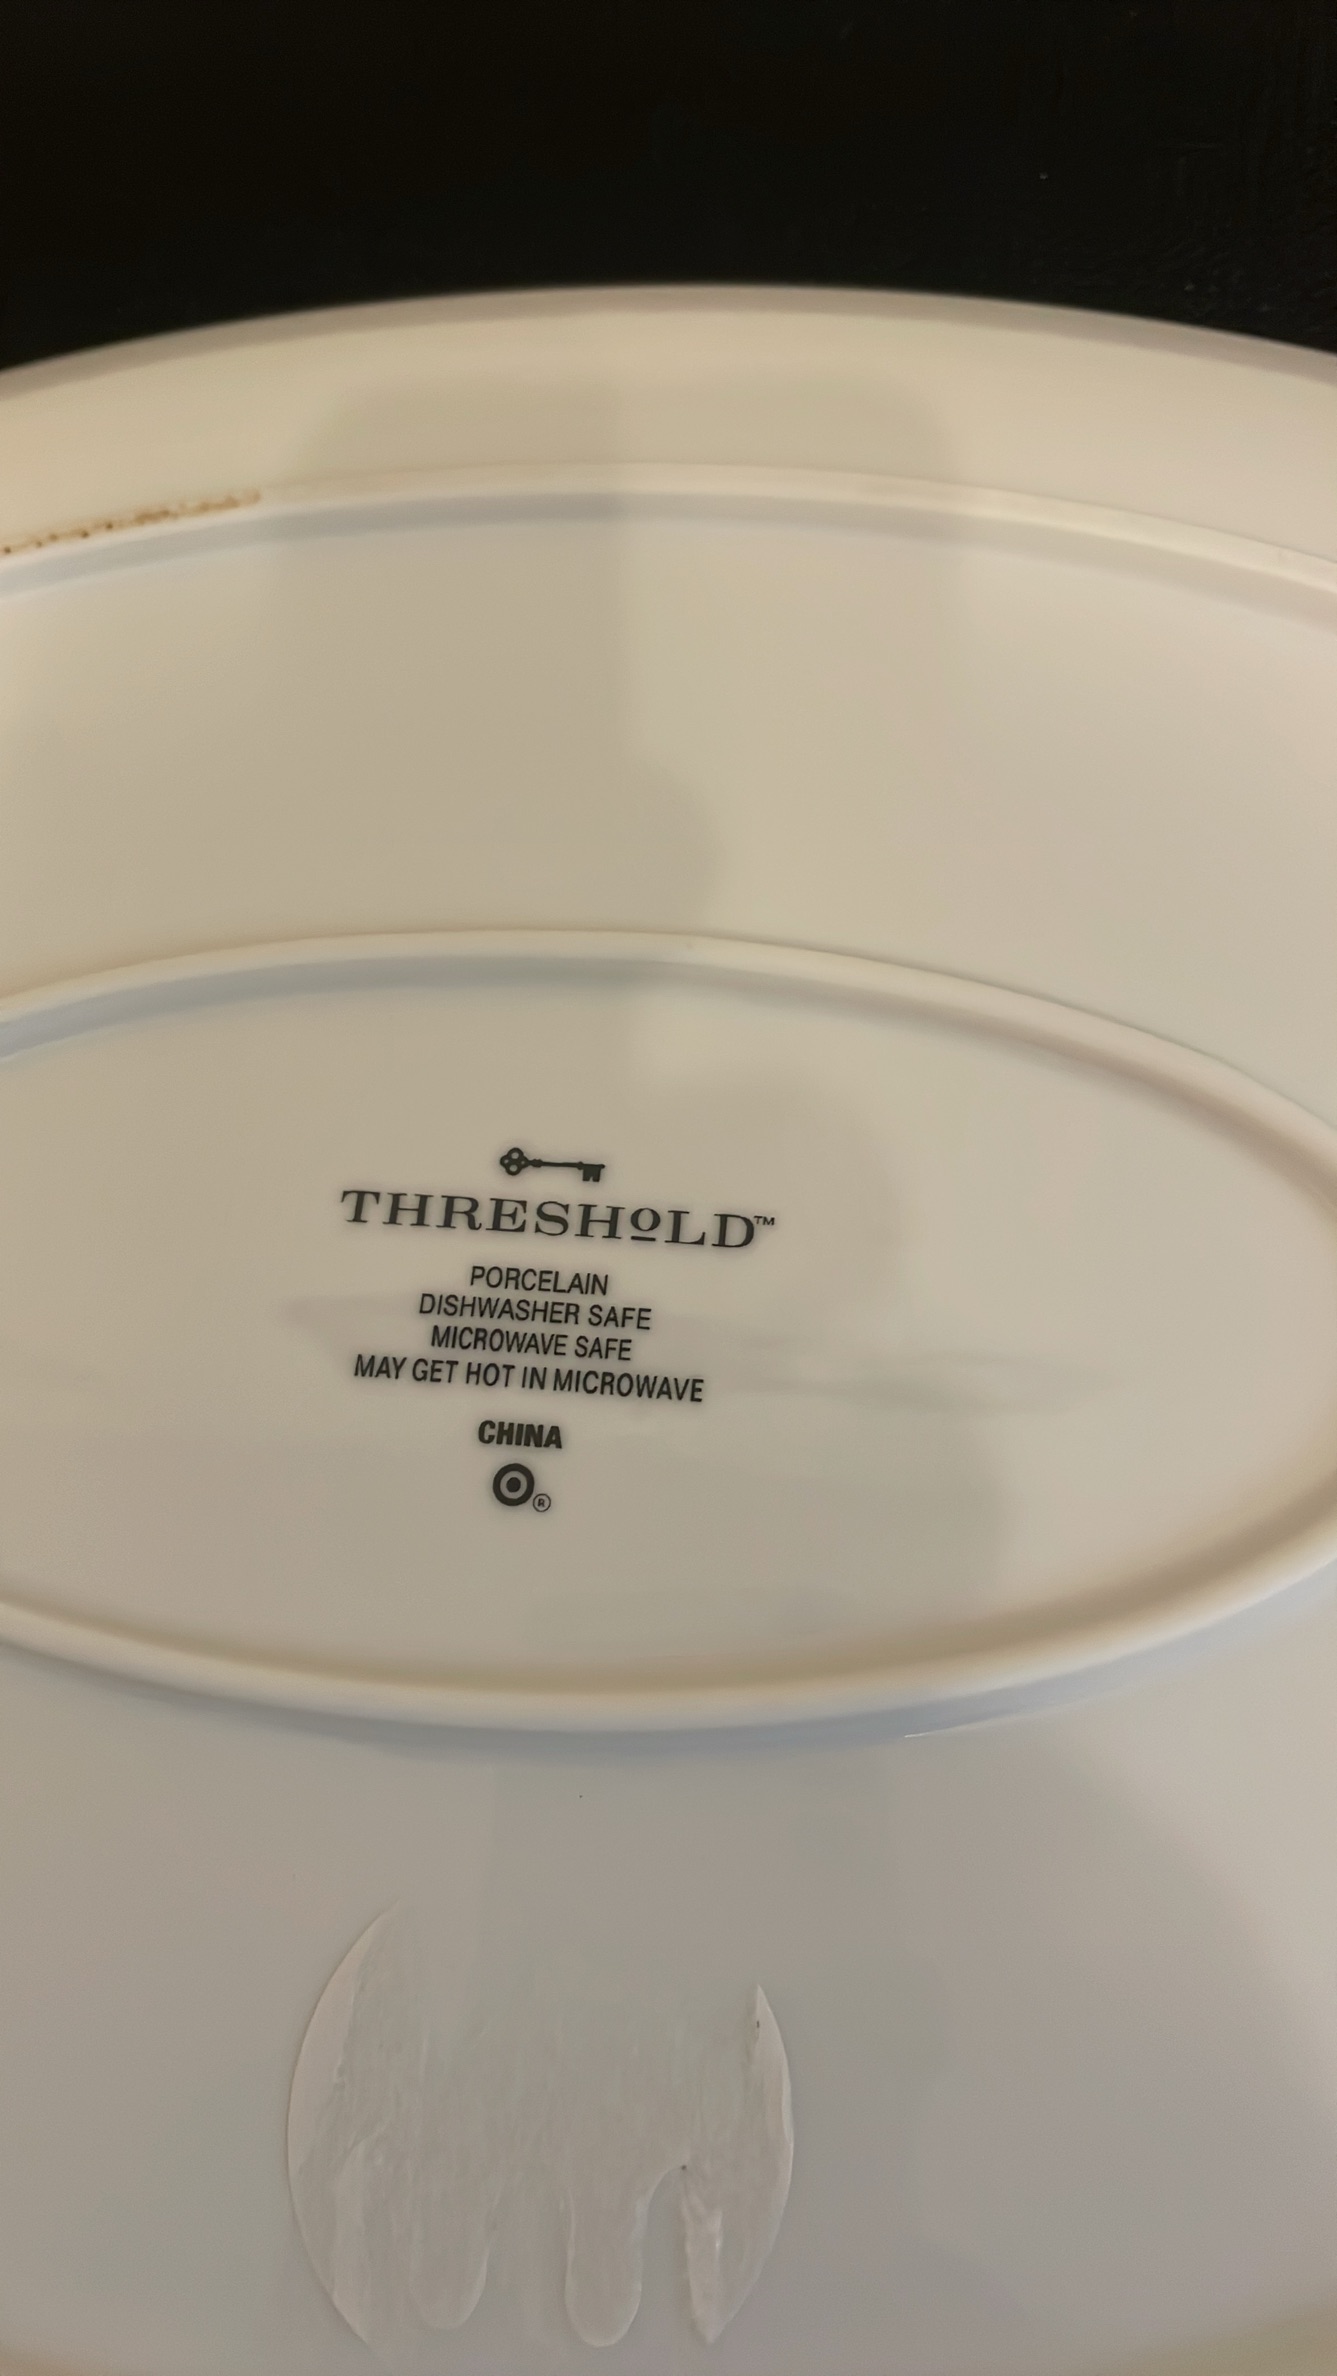 THRESHOLD™
PORCELAIN
DISHWASHER SAFE
MICROWAVE SAFE
MAY GET HOT IN MICROWAVE
CHINA
®